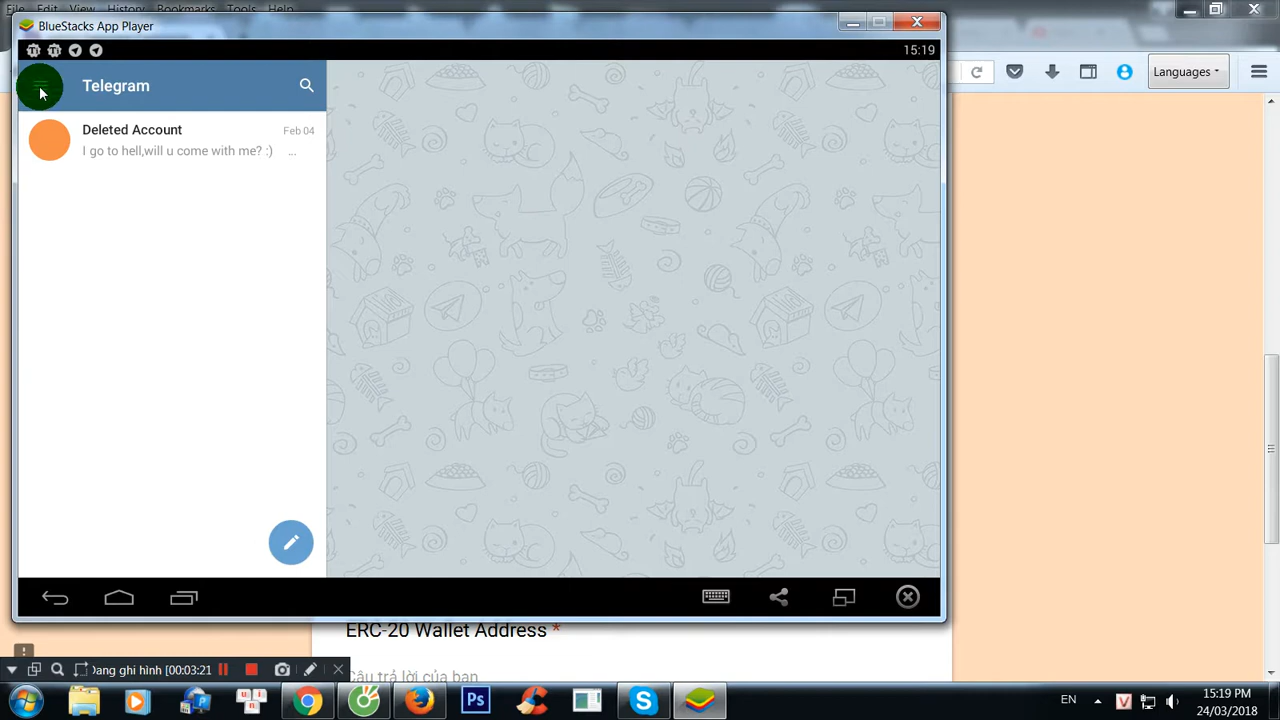 File Edit View History Bookmarks Tools Help
BlueStacks App Player
15:19
Telegram
Languages
Deleted Account
Feb 04
I go to hell,will u come with me? :) ...
ERC-20 Wallet Address *
Câu trả lời của bạn
Đang ghi hình [00:03:21
Ps
EN
V
15:19 PM
24/03/2018